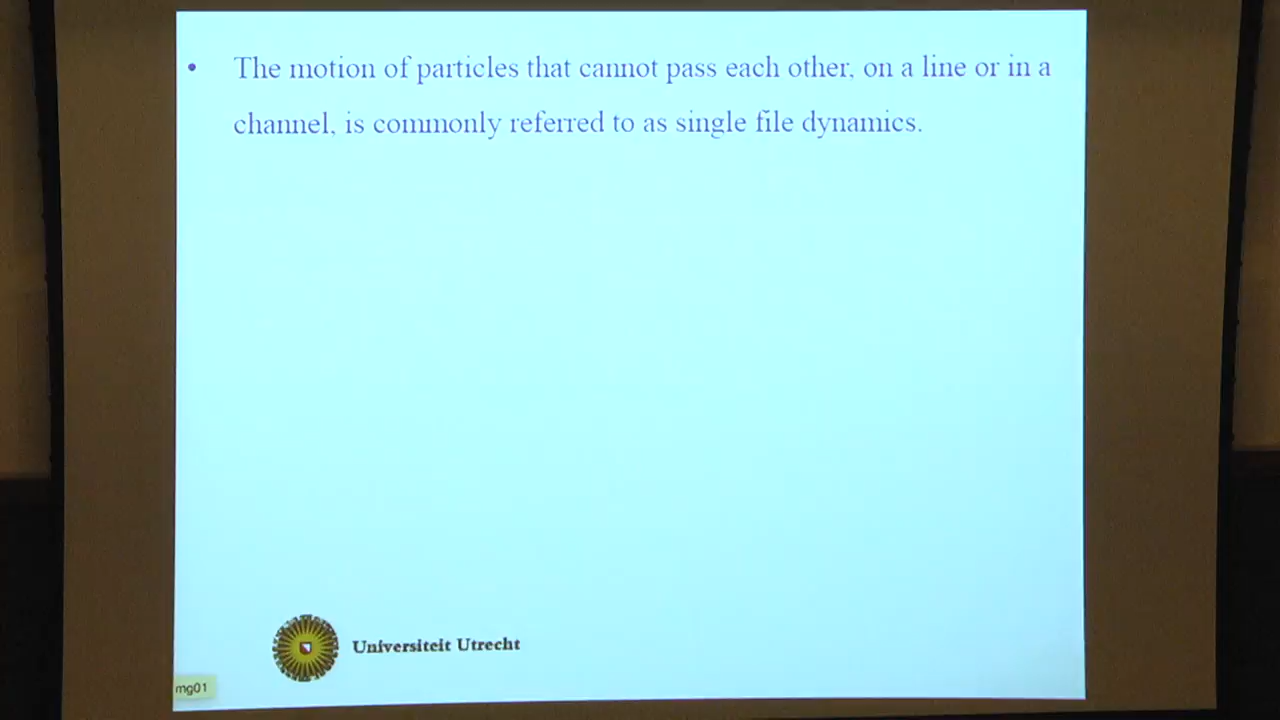 • The motion of particles that cannot pass each other, on a line or in a
channel, is commonly referred to as single file dynamics.
Universiteit Utrecht
mg01